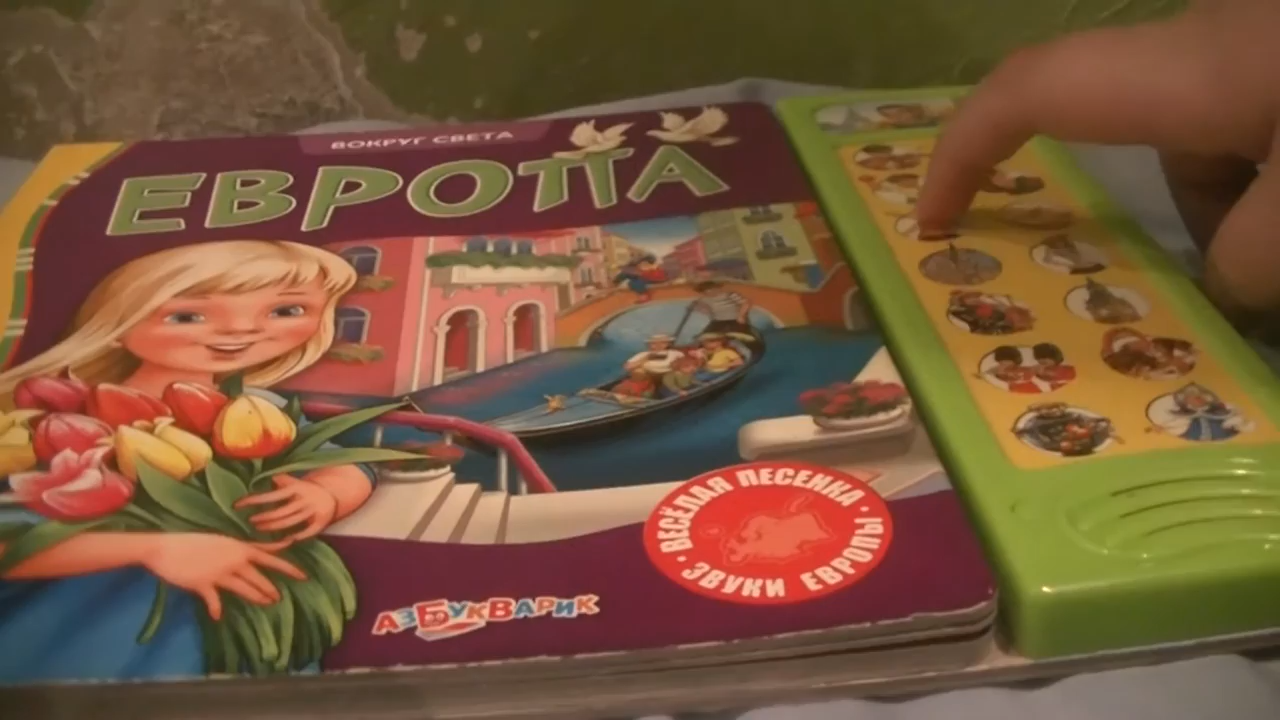 ВОКРУГ СВЕТА
ЕВРОПА
ВЕСЁЛАЯ ПЕСЕНКА
· ЗВУКИ ЕВРОПЫ ·
АЗБУКВАРИК